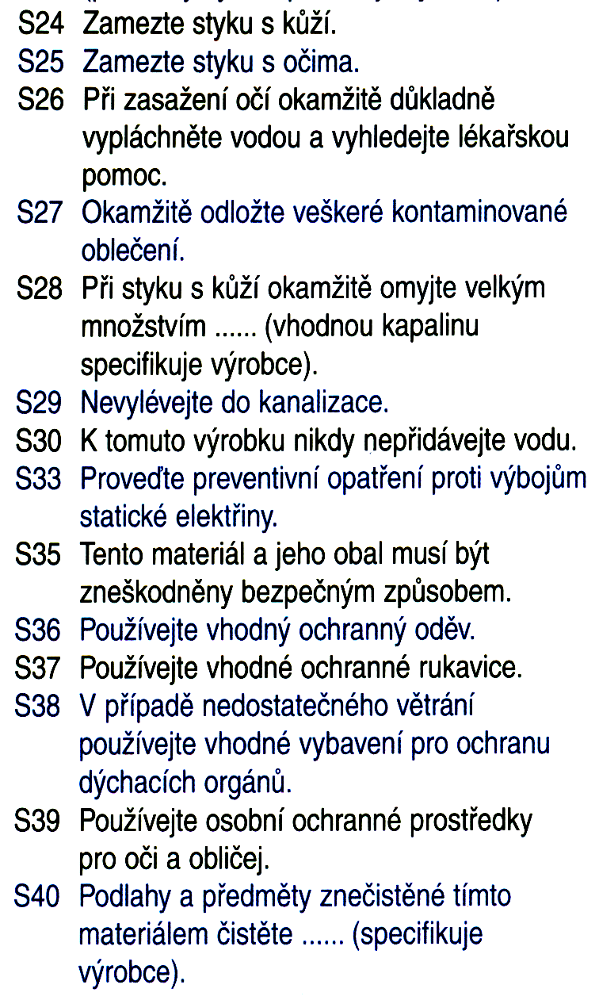 S24 Zamezte styku s kůží.
S25 Zamezte styku s očima.
S26 Při zasažení očí okamžitě důkladně
vypláchněte vodou a vyhledejte lékařskou
pomoc.
S27 Okamžitě odložte veškeré kontaminované
oblečení.
S28 Při styku s kůží okamžitě omyjte velkým
množstvím ...... (vhodnou kapalinu
specifikuje výrobce).
S29 Nevylévejte do kanalizace.
S30 K tomuto výrobku nikdy nepřidávejte vodu.
S33 Proveďte preventivní opatření proti výbojům
statické elektřiny.
S35 Tento materiál a jeho obal musí být
zneškodněny bezpečným způsobem.
S36 Používejte vhodný ochranný oděv.
S37 Používejte vhodné ochranné rukavice.
S38 V případě nedostatečného větrání
používejte vhodné vybavení pro ochranu
dýchacích orgánů.
S39 Používejte osobní ochranné prostředky
pro oči a obličej.
S40 Podlahy a předměty znečistěné tímto
materiálem čistěte ...... (specifikuje
výrobce).